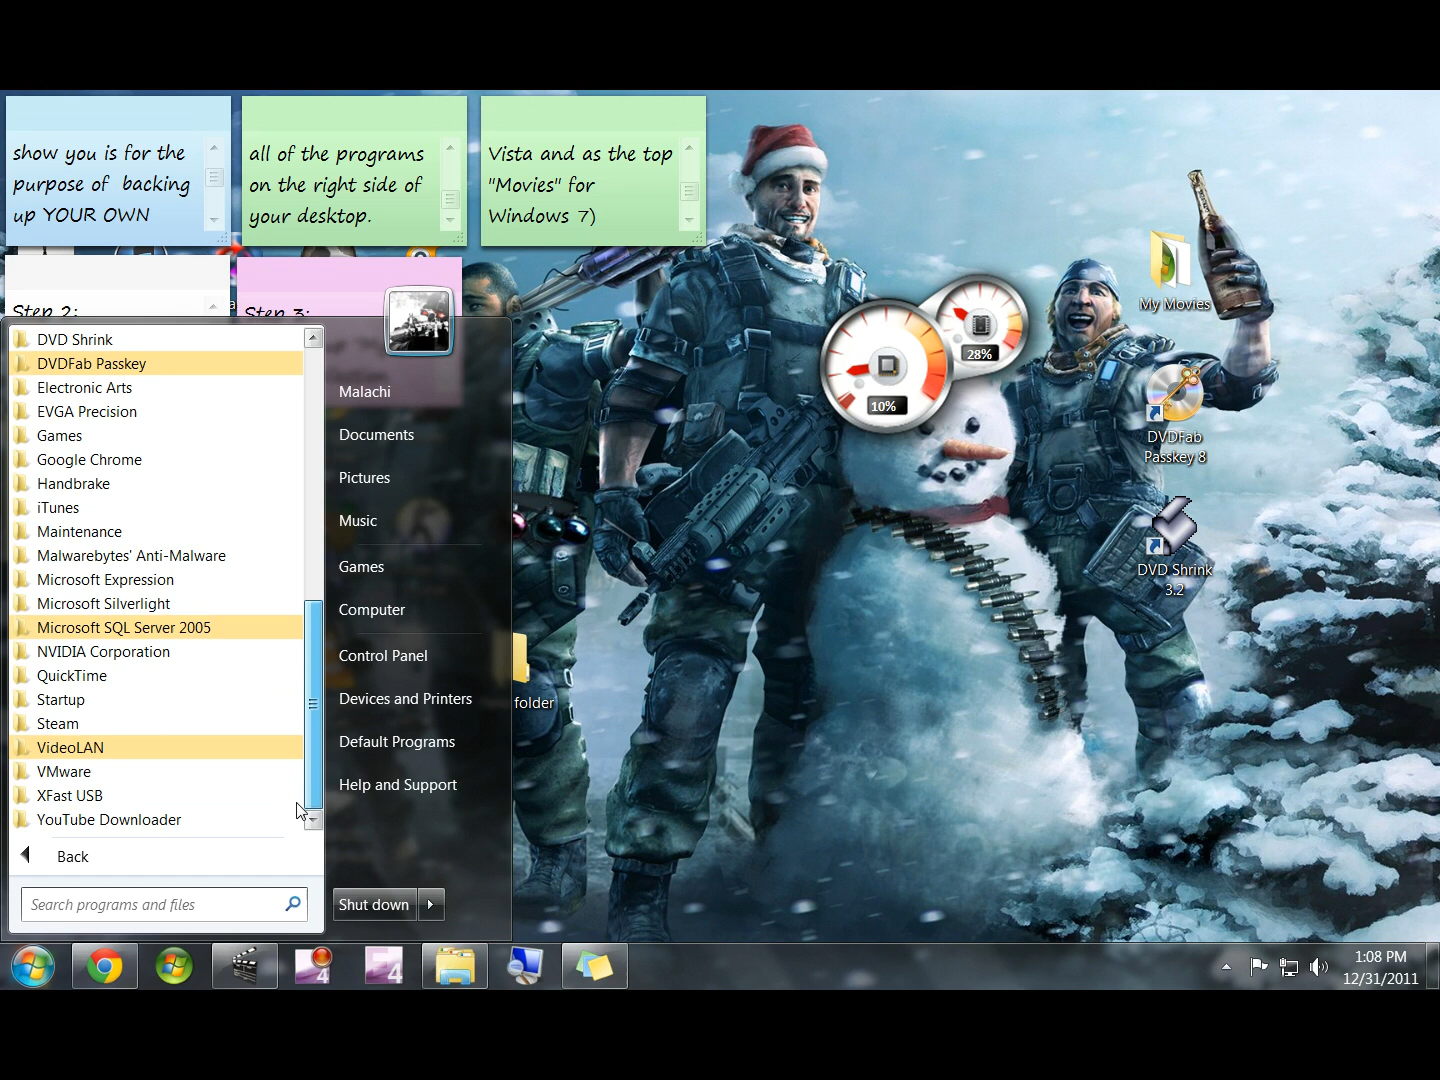 show you is for the
purpose of backing
up YOUR OWN
all of the programs
on the right side of
your desktop.
Vista and as the top
"Movies" for
Windows 7)
Step 2:
Step 3:
DVD Shrink
DVDFab Passkey
Electronic Arts
EVGA Precision
Games
Google Chrome
Handbrake
iTunes
Maintenance
Malwarebytes' Anti-Malware
Microsoft Expression
Microsoft Silverlight
Microsoft SQL Server 2005
NVIDIA Corporation
QuickTime
Startup
Steam
VideoLAN
VMware
XFast USB
YouTube Downloader
Back
Search programs and files
Malachi
Documents
Pictures
Music
Games
Computer
Control Panel
Devices and Printers
Default Programs
Help and Support
Shut down
folder
10%
28%
My Movies
DVDFab
Passkey 8
DVD Shrink
3.2
4
4
1:08 PM
12/31/2011